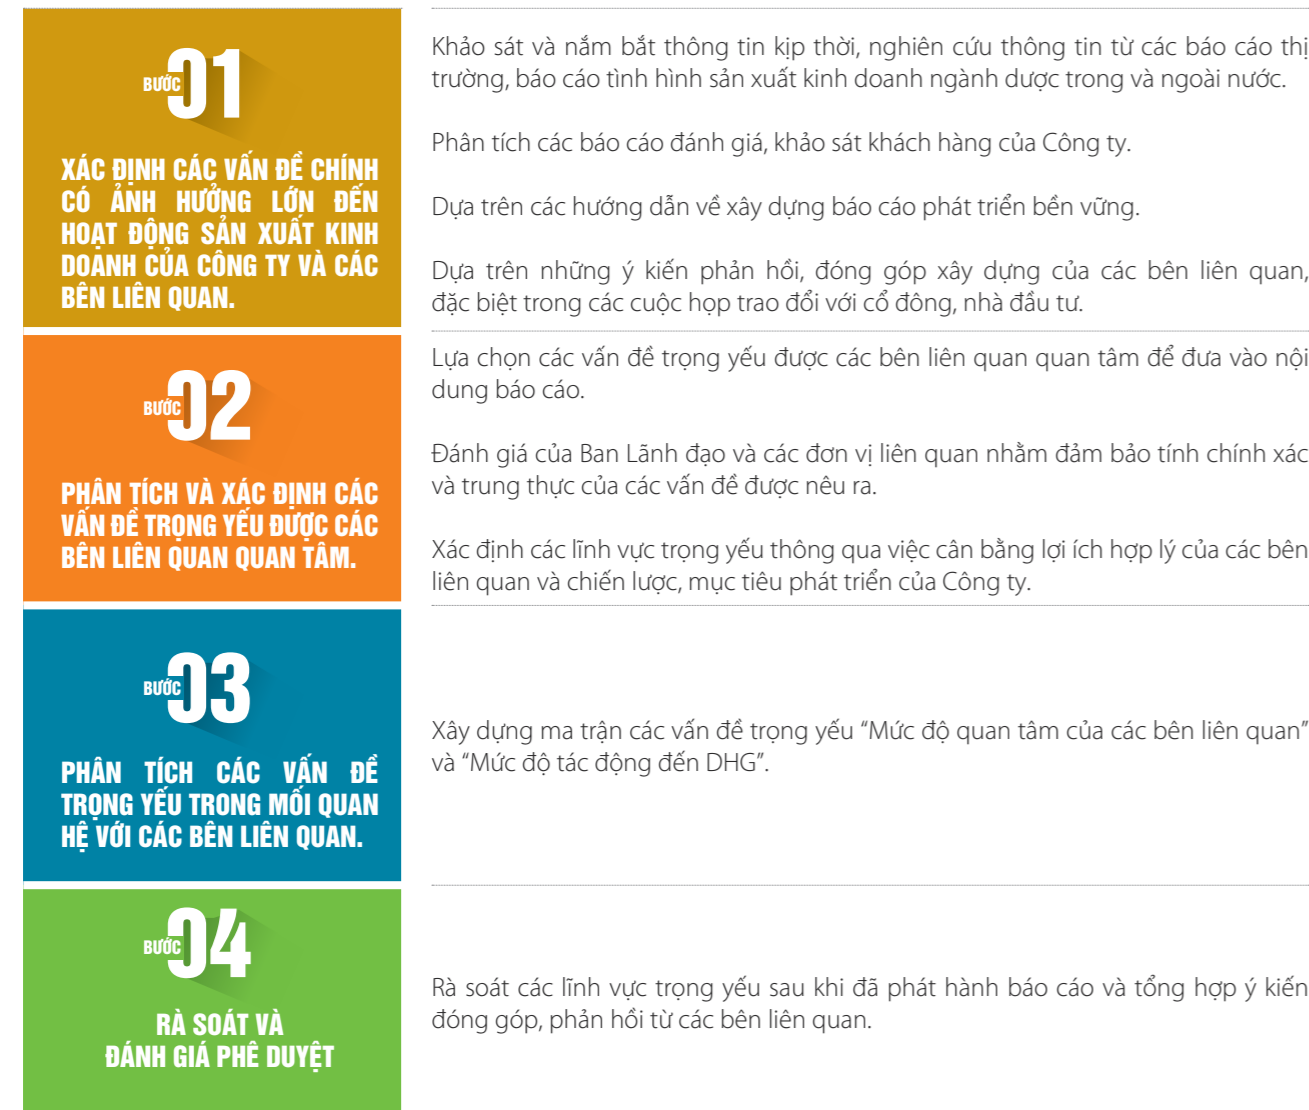 BƯỚC 01
XÁC ĐỊNH CÁC VẤN ĐỀ CHÍNH
CÓ ẢNH HƯỞNG LỚN ĐẾN
HOẠT ĐỘNG SẢN XUẤT KINH
DOANH CỦA CÔNG TY VÀ CÁC
BÊN LIÊN QUAN.
Khảo sát và nắm bắt thông tin kịp thời, nghiên cứu thông tin từ các báo cáo thị
trường, báo cáo tình hình sản xuất kinh doanh ngành dược trong và ngoài nước.
Phân tích các báo cáo đánh giá, khảo sát khách hàng của Công ty.
Dựa trên các hướng dẫn về xây dựng báo cáo phát triển bền vững.
Dựa trên những ý kiến phản hồi, đóng góp xây dựng của các bên liên quan,
đặc biệt trong các cuộc họp trao đổi với cổ đông, nhà đầu tư.
BƯỚC 02
PHÂN TÍCH VÀ XÁC ĐỊNH CÁC
VẤN ĐỀ TRỌNG YẾU ĐƯỢC CÁC
BÊN LIÊN QUAN QUAN TÂM.
Lựa chọn các vấn đề trọng yếu được các bên liên quan quan tâm để đưa vào nội
dung báo cáo.
Đánh giá của Ban Lãnh đạo và các đơn vị liên quan nhằm đảm bảo tính chính xác
và trung thực của các vấn đề được nêu ra.
Xác định các lĩnh vực trọng yếu thông qua việc cân bằng lợi ích hợp lý của các bên
liên quan và chiến lược, mục tiêu phát triển của Công ty.
BƯỚC 03
PHÂN TÍCH CÁC VẤN ĐỀ
TRỌNG YẾU TRONG MỐI QUAN
HỆ VỚI CÁC BÊN LIÊN QUAN.
Xây dựng ma trận các vấn đề trọng yếu “Mức độ quan tâm của các bên liên quan”
và “Mức độ tác động đến DHG”.
BƯỚC 04
RÀ SOÁT VÀ
ĐÁNH GIÁ PHÊ DUYỆT
Rà soát các lĩnh vực trọng yếu sau khi đã phát hành báo cáo và tổng hợp ý kiến
đóng góp, phản hồi từ các bên liên quan.